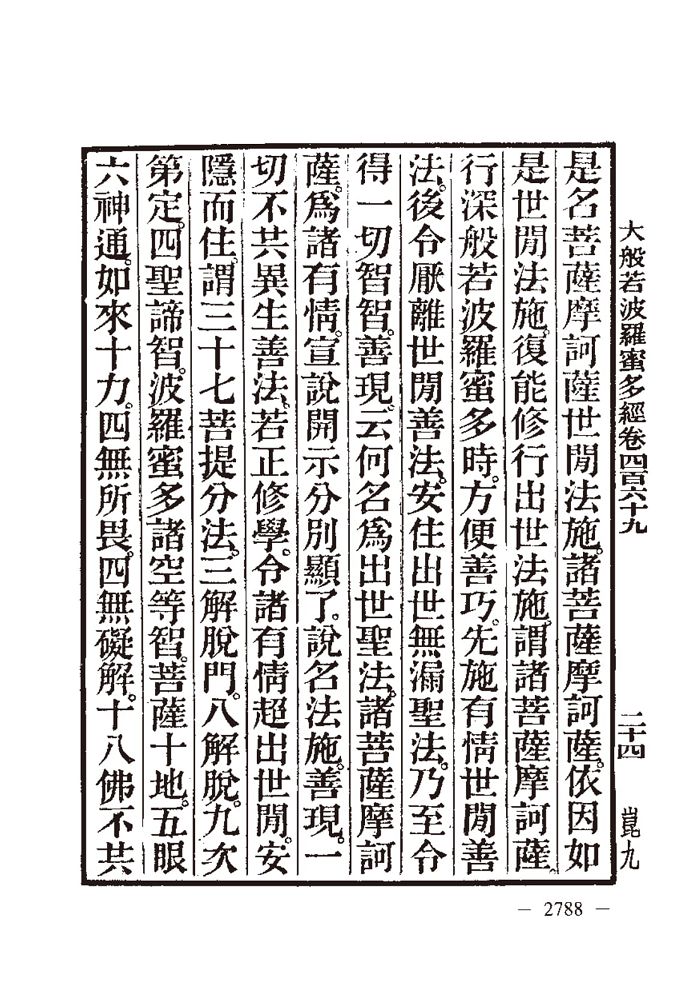 大般若波羅蜜多經卷四百六十九　二十四　崑九
是名菩薩摩訶薩世閒法施。諸菩薩摩訶薩。依因如
是世閒法施。復能修行出世法施。謂諸菩薩摩訶薩。
行深般若波羅蜜多時。方便善巧。先施有情世閒善
法。後令厭離世閒善法。安住出世無漏聖法。乃至令
得一切智智。善現。云何名爲出世聖法。諸菩薩摩訶
薩。爲諸有情。宣說開示分別顯了。說名法施。善現。一
切不共異生善法。若正修學。令諸有情超出世閒。安
隱而住。謂三十七菩提分法。三解脫門。八解脫。九次
第定。四聖諦智。波羅蜜多諸空等智。菩薩十地。五眼
六神通。如來十力。四無所畏。四無礙解。十八佛不共
— 2788 —